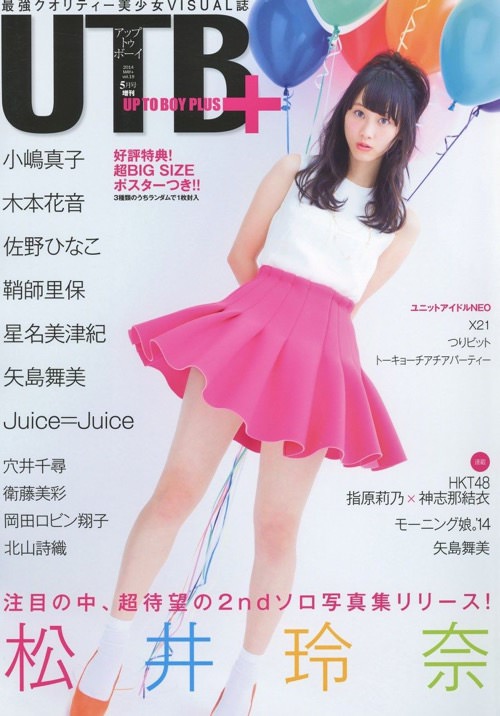 最強クオリティー美少女VISUAL誌
UTB+
アップ
トゥ
ボーイ
2014
MAY.
vol.19
5月号
増刊
UP TO BOY PLUS
小嶋真子
木本花音
佐野ひなこ
鞘師里保
星名美津紀
矢島舞美
Juice=Juice
穴井千尋
衛藤美彩
岡田ロビン翔子
北山詩織
好評特典!
超BIG SIZE
ポスターつき!!
3種類のうちランダムで1枚封入
ユニットアイドルNEO
X21
つりビット
トーキョーチアチアパーティー
連載
HKT48
指原莉乃×神志那結衣
モーニング娘。'14
矢島舞美
注目の中、超待望の2ndソロ写真集リリース!
松井玲奈